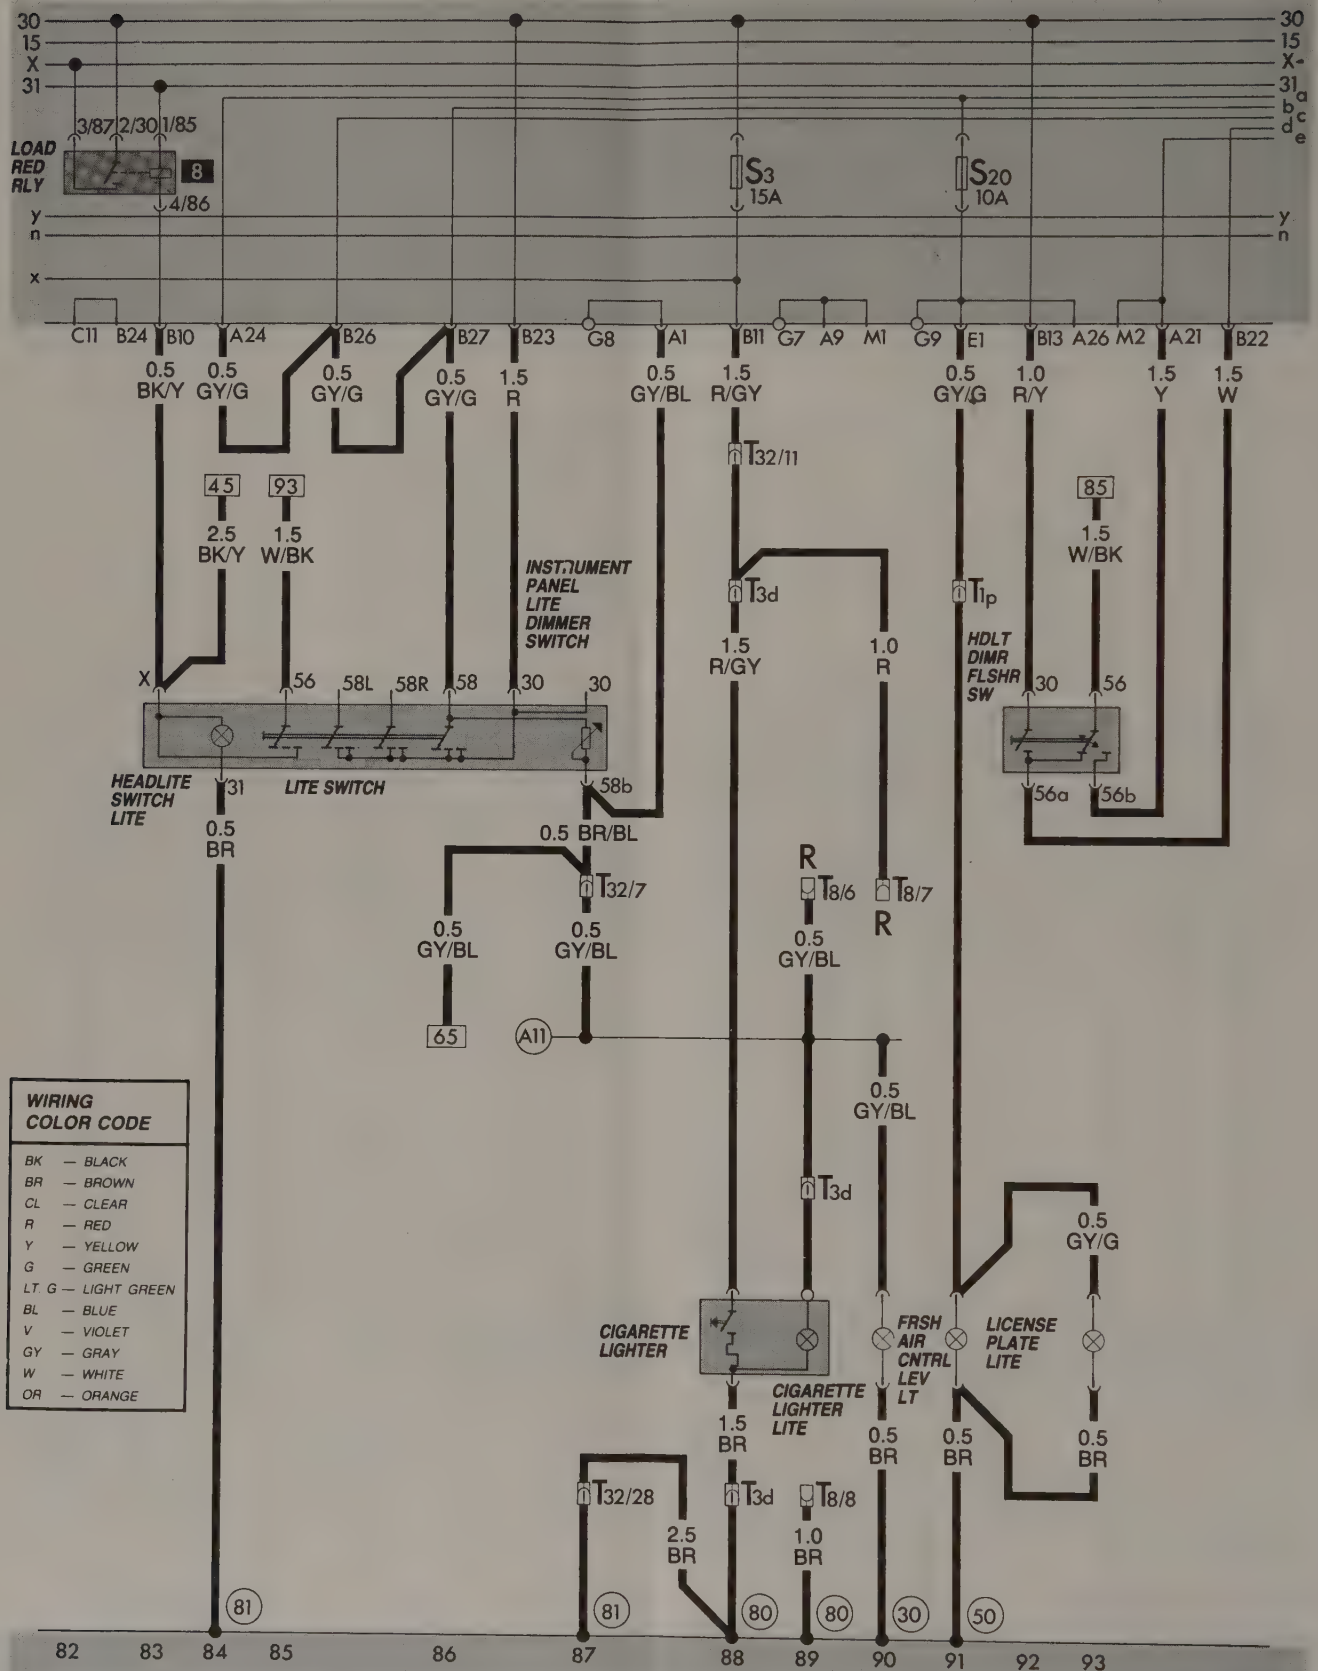 30 30
15 15
X X-
31 31
a
b
c
d
e
3/87 2/30 1/85
LOAD
RED
RLY
8
4/86
S3
15A
S20
10A
y y
n n
x
C11 B24 B10 A24 B26 B27 B23 G8 A1 B11 G7 A9 M1 G9 E1 B13 A26 M2 A21 B22
0.5 0.5 0.5 0.5 1.5 0.5 1.5 0.5 1.0 1.5 1.5
BK/Y GY/G GY/G GY/G R GY/BL R/GY GY/G R/Y Y W
T32/11
45 93 85
2.5 1.5 1.5
BK/Y W/BK W/BK
INSTRUMENT
PANEL
LITE
DIMMER
SWITCH
T3d T1p
1.5 1.0
R/GY R
HDLT
DIMR
FLSHR
SW
X 56 58L 58R 58 30 30 30 56
HEADLITE
SWITCH
LITE
31
LITE SWITCH
58b
56a 56b
0.5
BR
0.5 BR/BL
R
T32/7 T8/6 T8/7
R
0.5 0.5 0.5
GY/BL GY/BL GY/BL
65 A11
0.5
GY/BL
WIRING
COLOR CODE
BK — BLACK
BR — BROWN
CL — CLEAR
R — RED
Y — YELLOW
G — GREEN
LT. G — LIGHT GREEN
BL — BLUE
V — VIOLET
GY — GRAY
W — WHITE
OR — ORANGE
T3d
0.5
GY/G
CIGARETTE
LIGHTER
FRSH
AIR
CNTRL
LEV
LT
LICENSE
PLATE
LITE
CIGARETTE
LIGHTER
LITE
1.5 0.5 0.5 0.5
BR BR BR BR
T32/28 T3d T8/8
2.5 1.0
BR BR
81 81 80 80 30 50
82 83 84 85 86 87 88 89 90 91 92 93